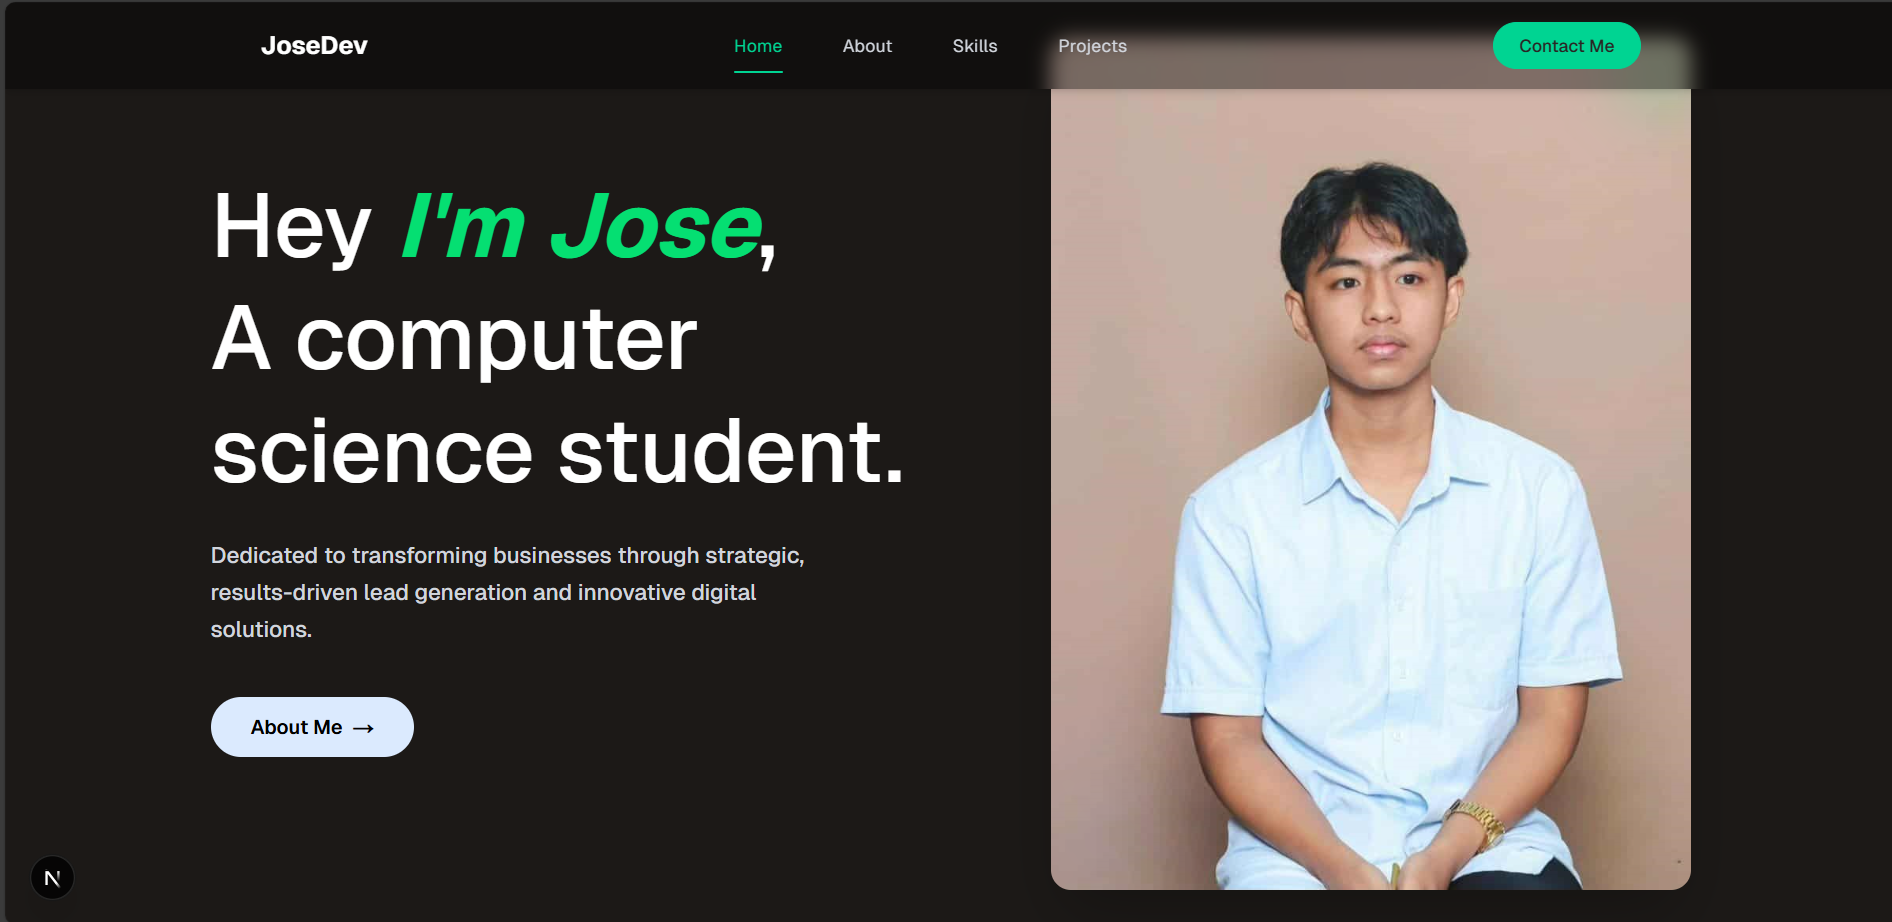 JoseDev
Home
About
Skills
Projects
Contact Me
Hey I'm Jose,
A computer
science student.
Dedicated to transforming businesses through strategic,
results-driven lead generation and innovative digital
solutions.
About Me →
N